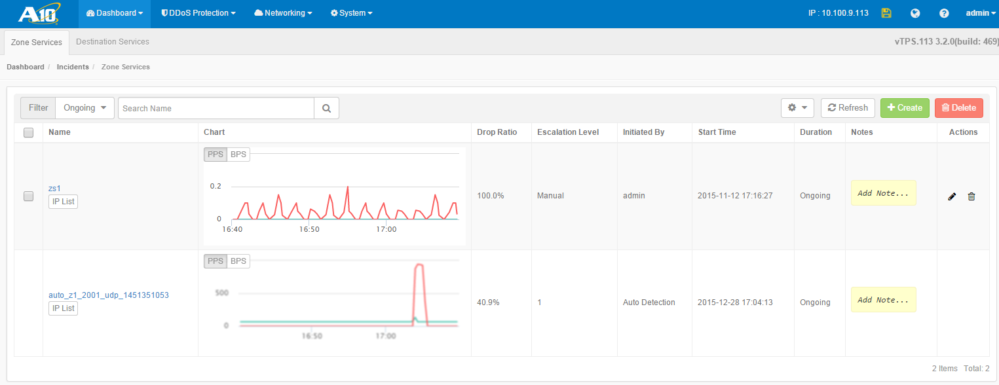 A10 Dashboard DDoS Protection Networking System IP : 10.100.9.113 admin
Zone Services Destination Services vTPS.113 3.2.0(build: 469)
Dashboard / Incidents / Zone Services
Filter Ongoing Search Name Refresh Create Delete
Name Chart Drop Ratio Escalation Level Initiated By Start Time Duration Notes Actions
PPS BPS
0.2
zs1 100.0% Manual admin 2015-11-12 17:16:27 Ongoing Add Note...
IP List
0
16:40 16:50 17:00
PPS BPS
500
auto_z1_2001_udp_1451351053 40.9% 1 Auto Detection 2015-12-28 17:04:13 Ongoing Add Note...
IP List
0
16:50 17:00
2 Items Total: 2